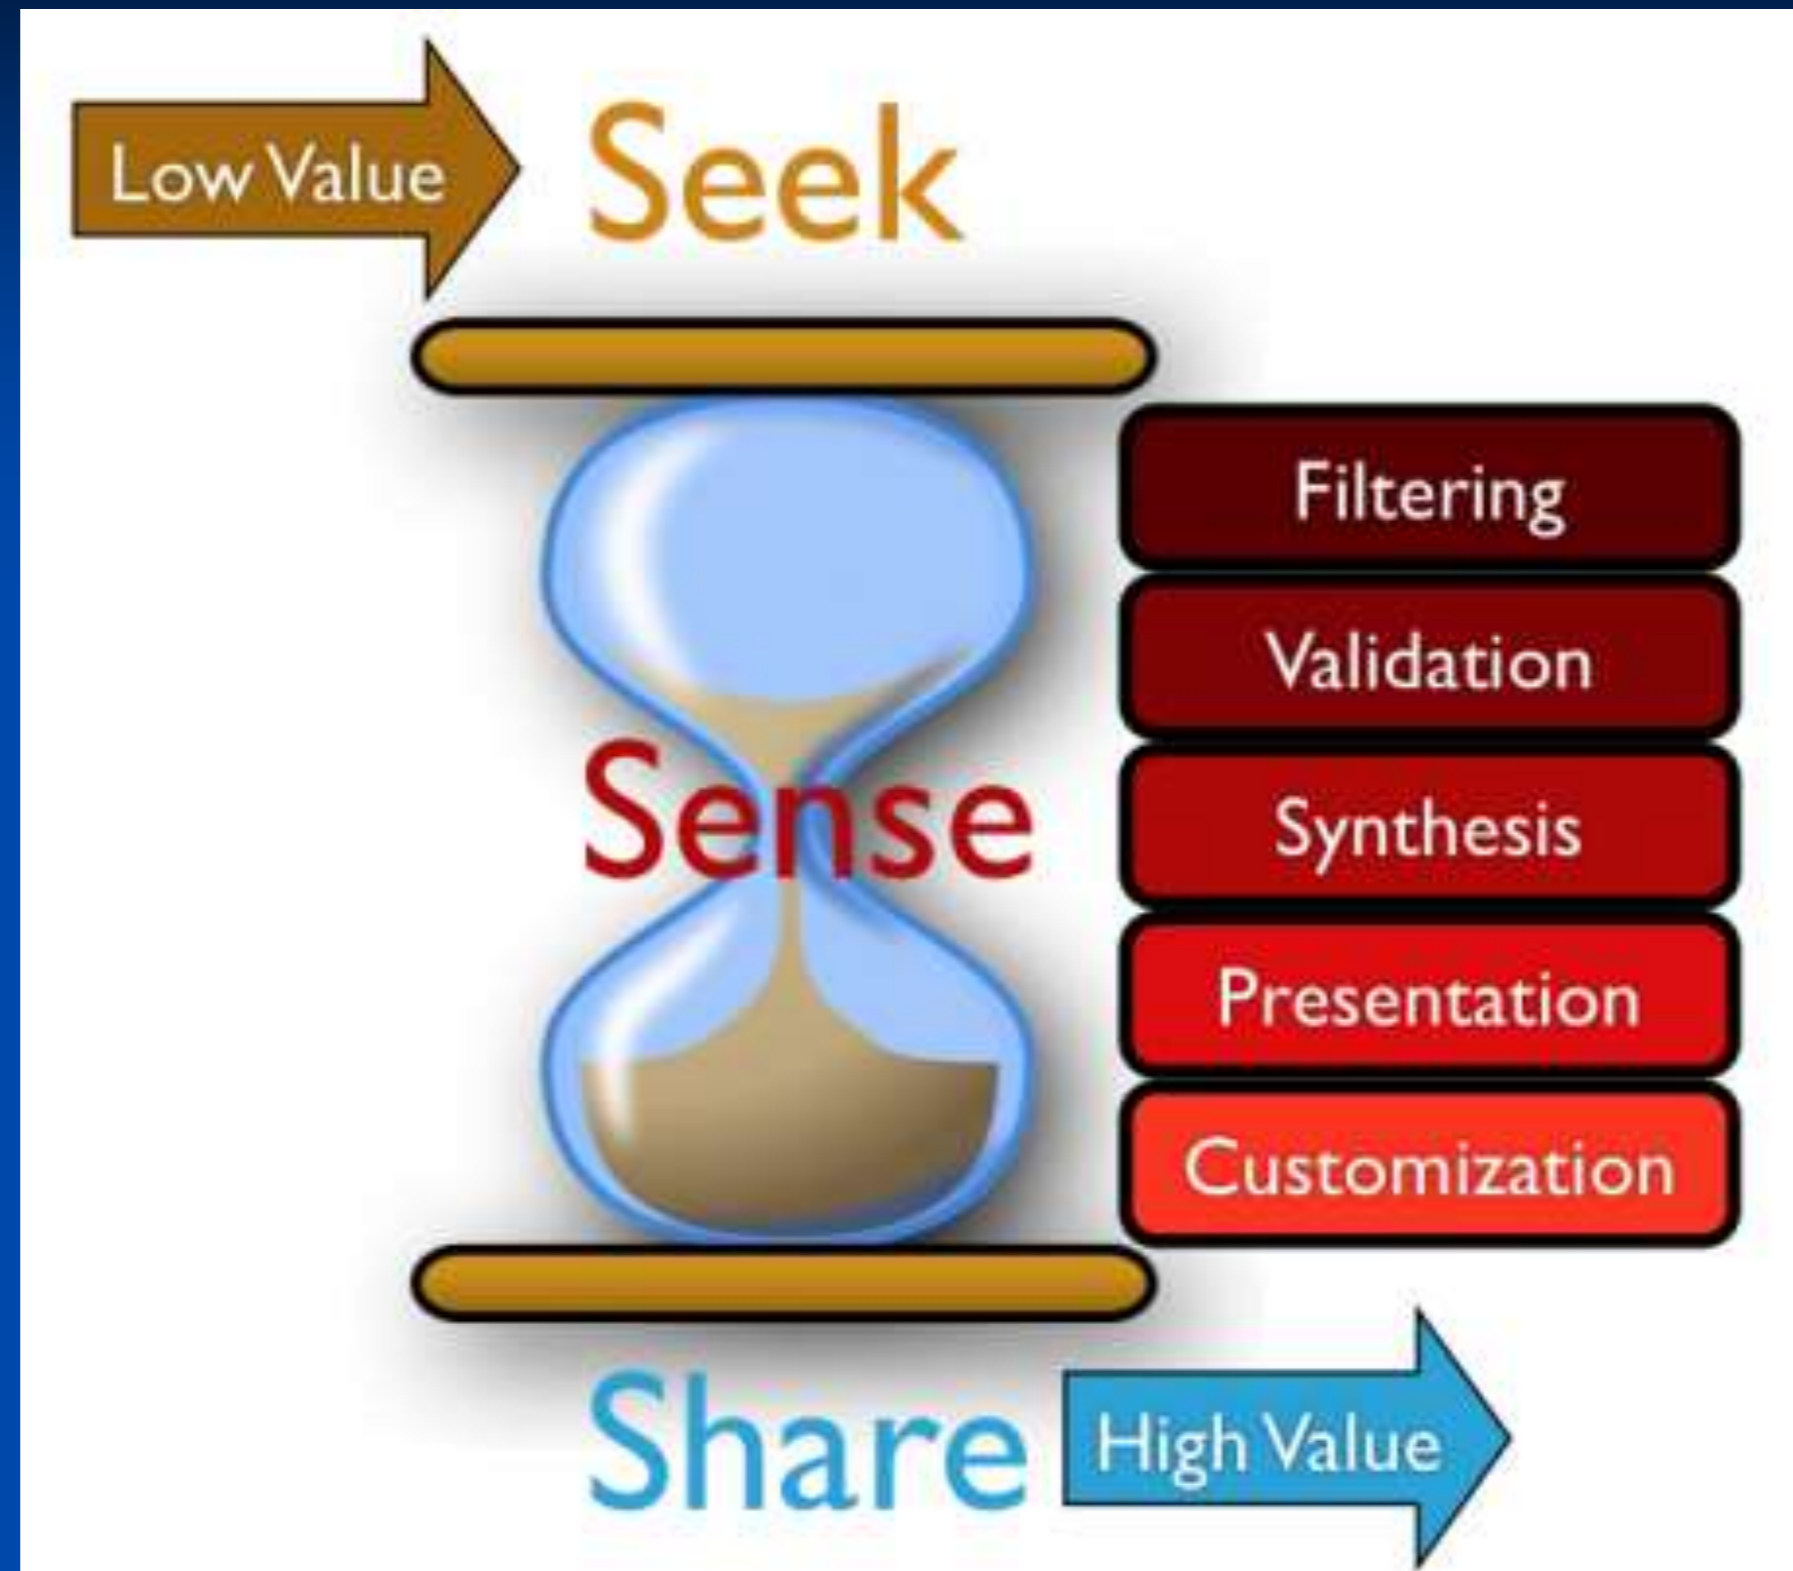 Low Value
Seek
Filtering
Validation
Sense
Synthesis
Presentation
Customization
Share
High Value